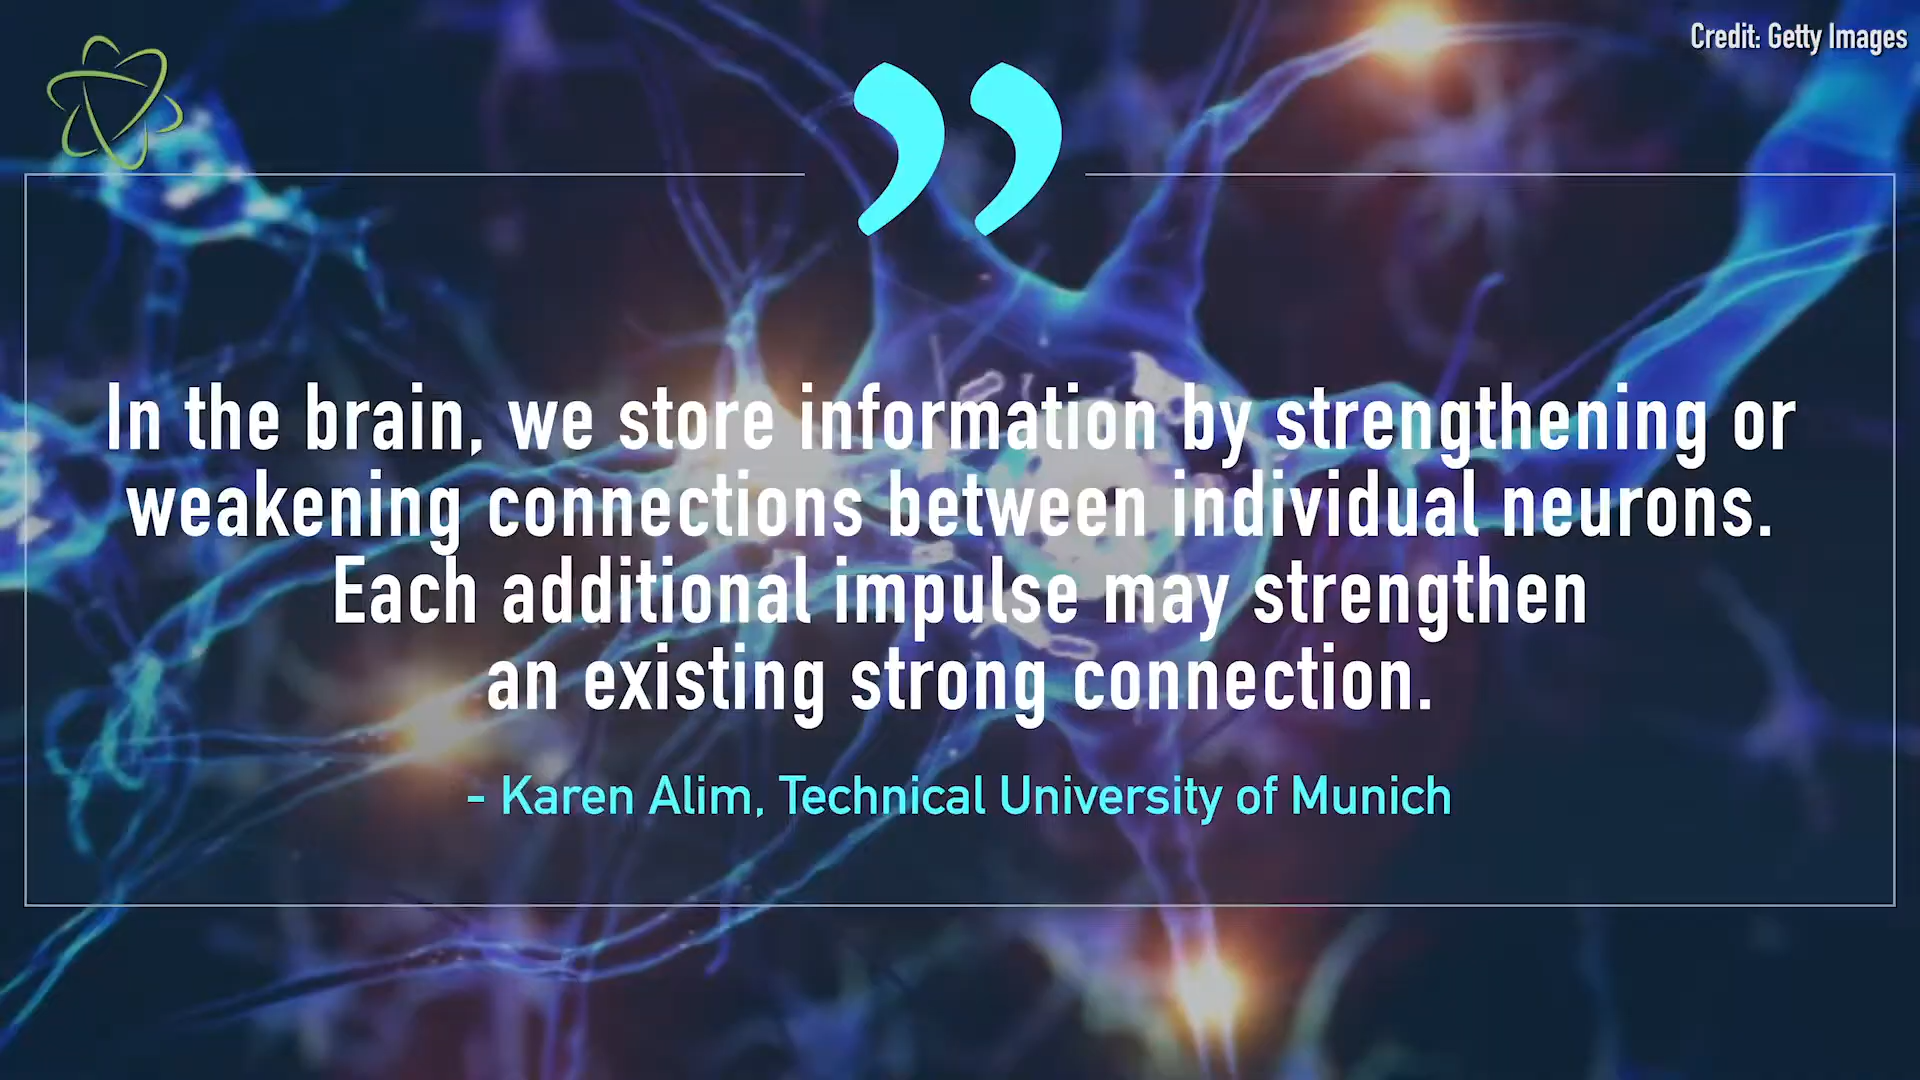 Credit: Getty Images
”
In the brain, we store information by strengthening or
weakening connections between individual neurons.
Each additional impulse may strengthen
an existing strong connection.
- Karen Alim, Technical University of Munich